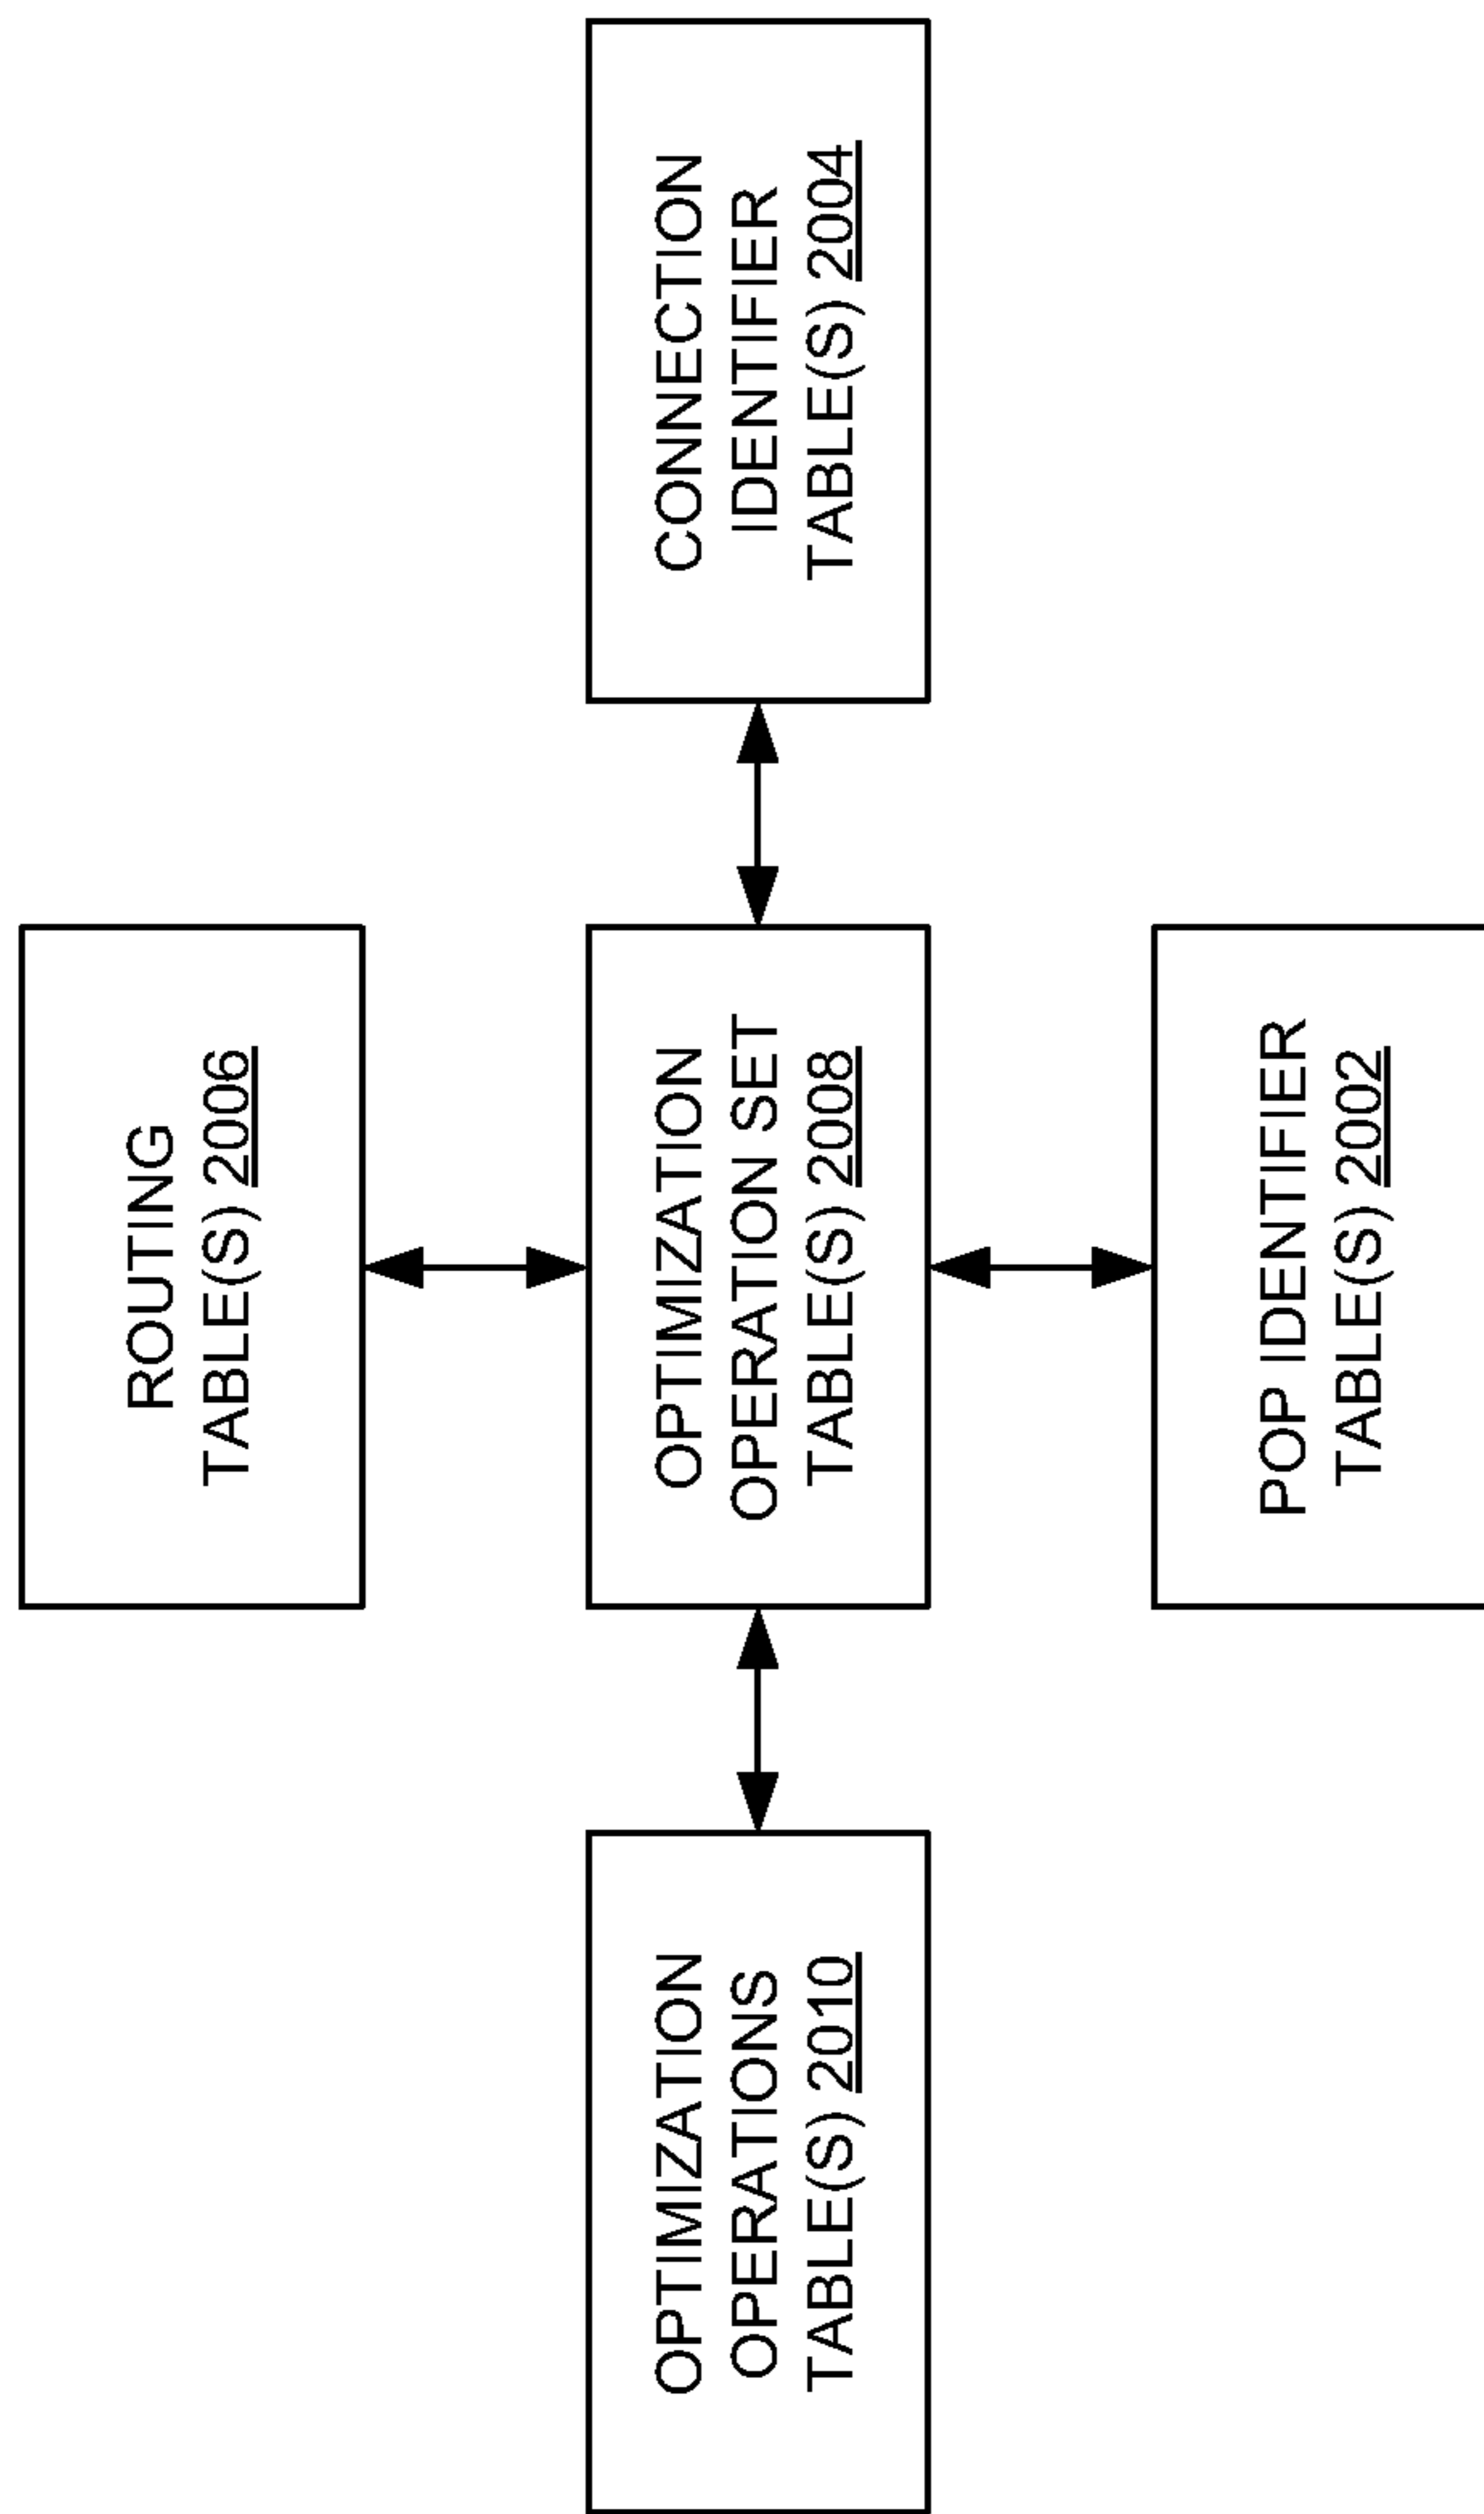 ROUTING
TABLE(S) 2006
OPTIMIZATION
OPERATIONS
TABLE(S) 2010
OPTIMIZATION
OPERATION SET
TABLE(S) 2008
CONNECTION
IDENTIFIER
TABLE(S) 2004
POP IDENTIFIER
TABLE(S) 2002